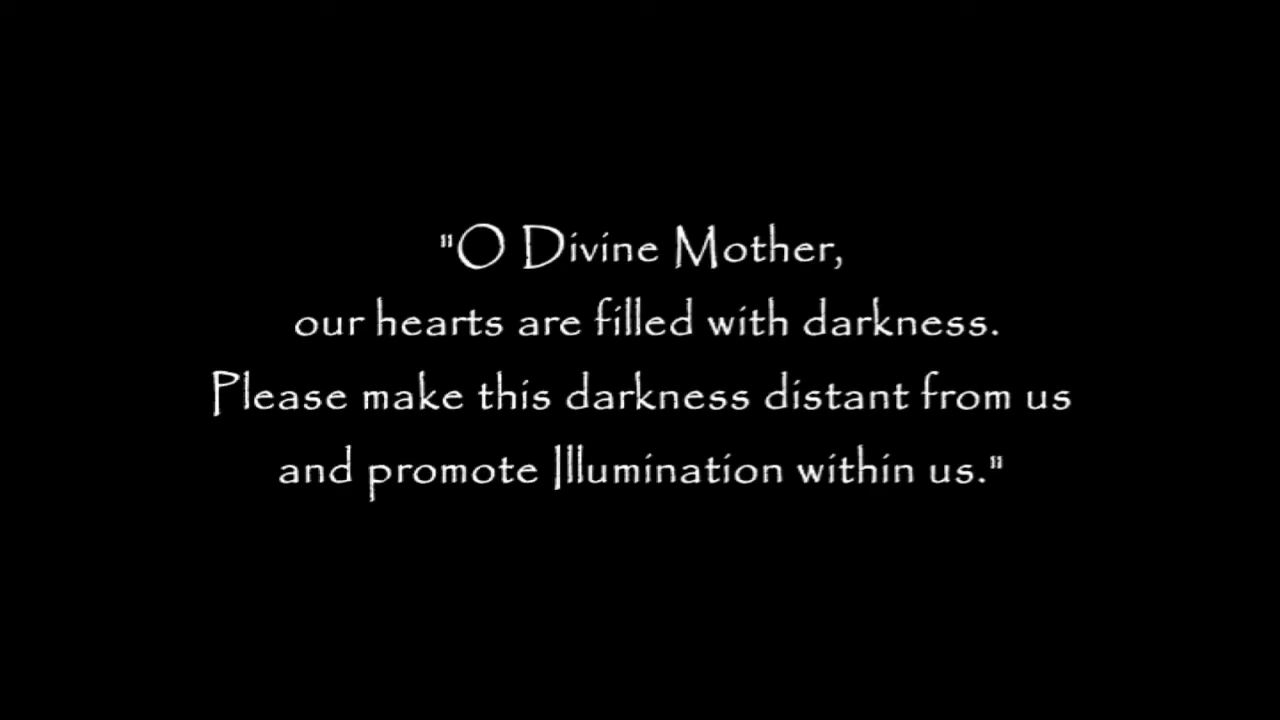 "O Divine Mother,
our hearts are filled with darkness.
Please make this darkness distant from us
and promote Illumination within us."